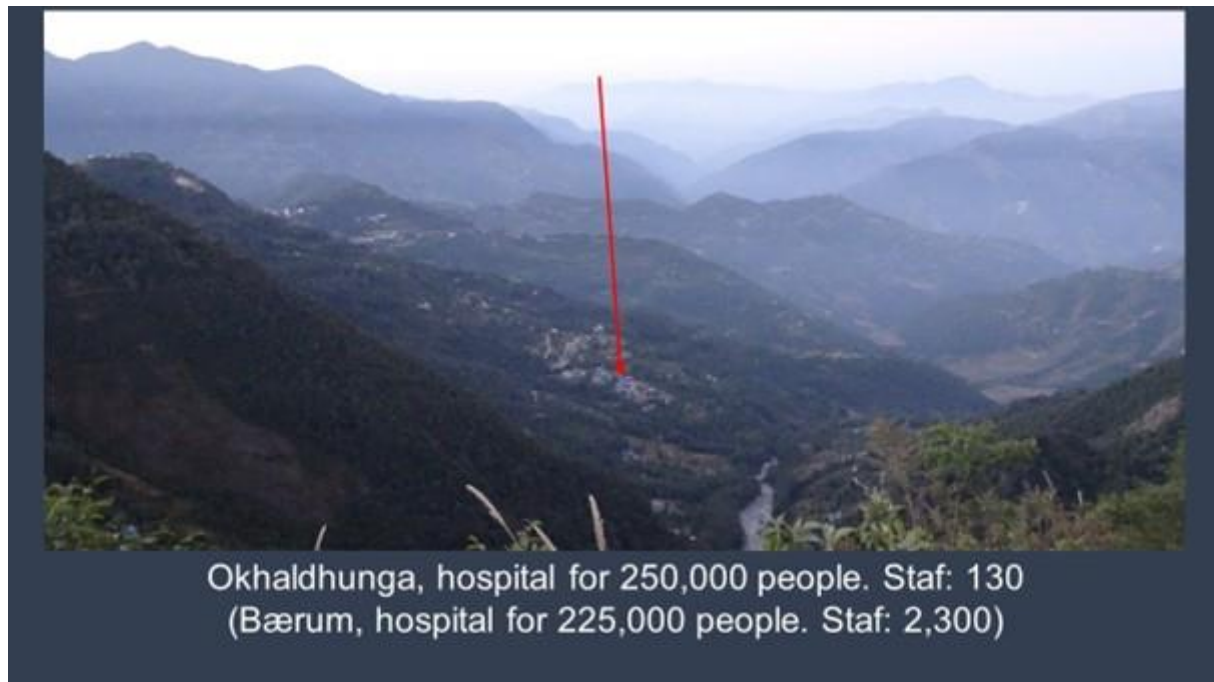 Okhaldhunga, hospital for 250,000 people. Staf: 130
(Bærum, hospital for 225,000 people. Staf: 2,300)